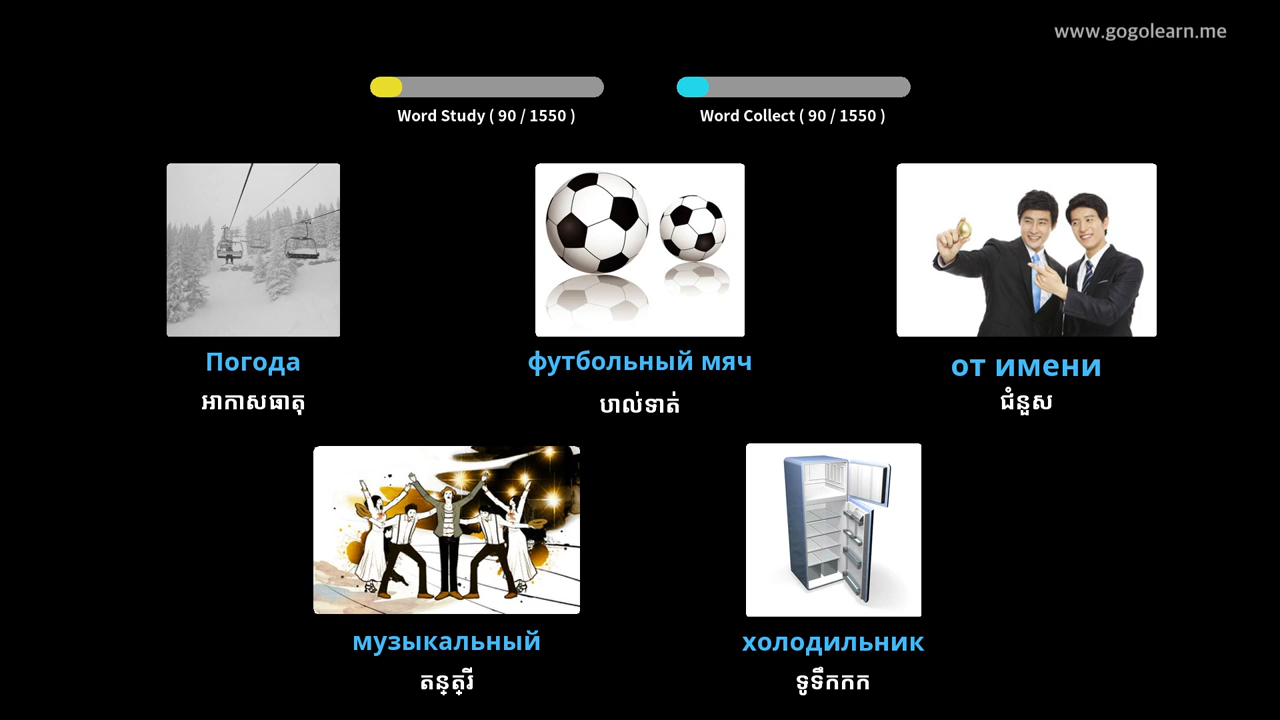 www.gogolearn.me
Word Study ( 90 / 1550 )
Word Collect ( 90 / 1550 )
Погода
អាកាសធាតុ
футбольный мяч
បាល់ទាត់
от имени
ជំនួស
музыкальный
តន្ត្រី
холодильник
ទូទឹកកក